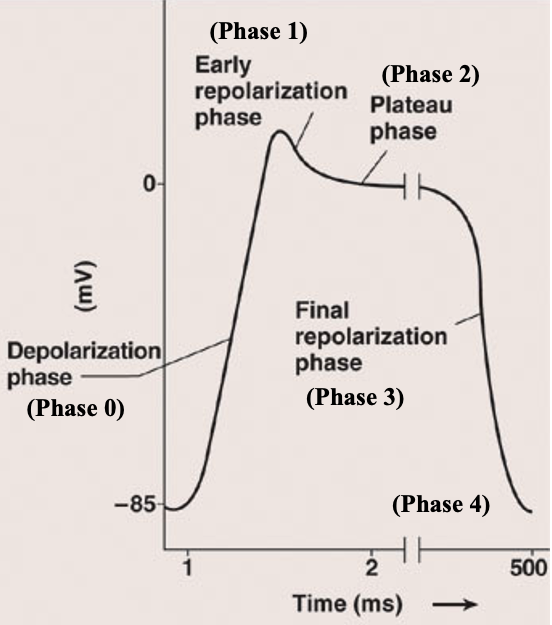 (Phase 1)
Early
repolarization
phase
(Phase 2)
Plateau
phase
0
(mV)
Depolarization
phase
(Phase 0)
Final
repolarization
phase
(Phase 3)
−85
(Phase 4)
1
2
500
Time (ms)